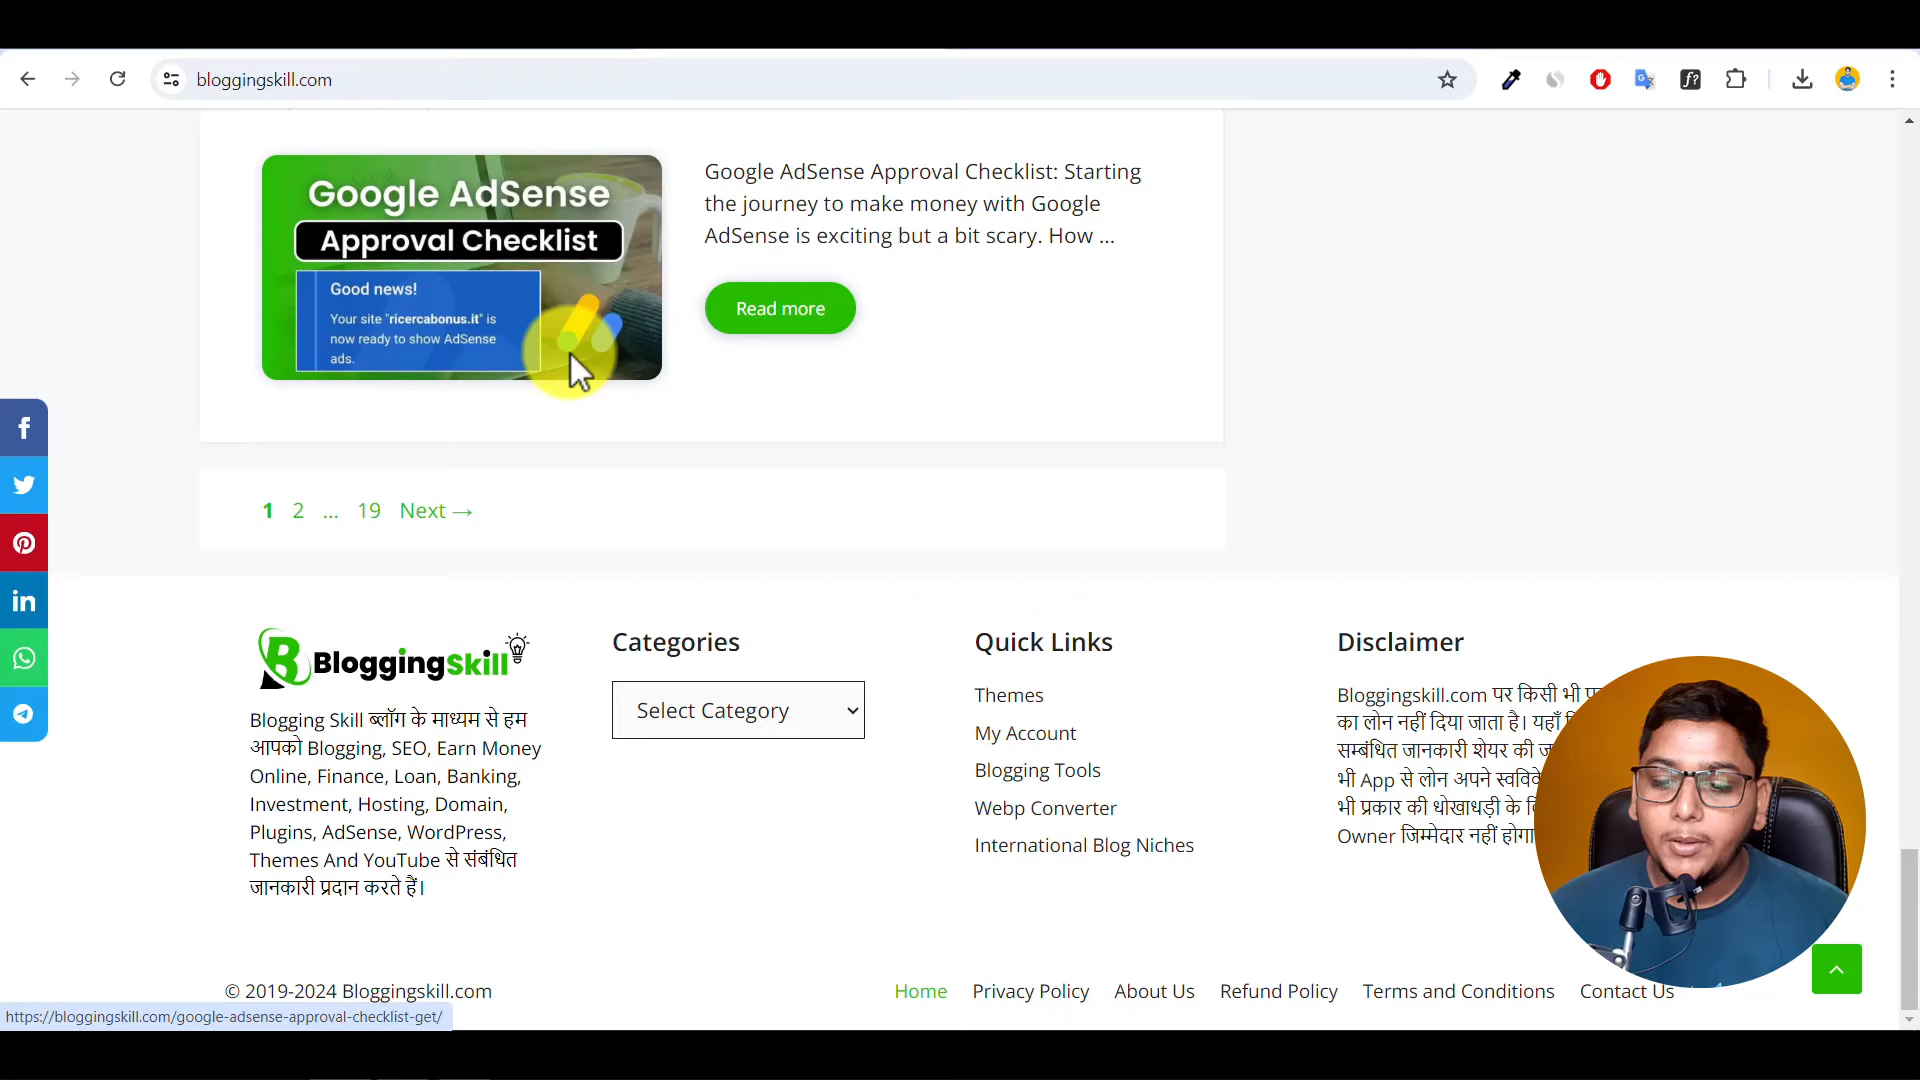 bloggingskill.com
Google AdSense
Approval Checklist
Good news!
Your site "ricercabonus.it" is
now ready to show AdSense
ads.
Google AdSense Approval Checklist: Starting
the journey to make money with Google
AdSense is exciting but a bit scary. How ...
Read more
1 2 ... 19 Next →
BloggingSkill
Blogging Skill ब्लॉग के माध्यम से हम
आपको Blogging, SEO, Earn Money
Online, Finance, Loan, Banking,
Investment, Hosting, Domain,
Plugins, AdSense, WordPress,
Themes And YouTube से संबंधित
जानकारी प्रदान करते हैं।
Categories
Select Category
Quick Links
Themes
My Account
Blogging Tools
Webp Converter
International Blog Niches
Disclaimer
Bloggingskill.com पर किसी भी
का लोन नहीं दिया जाता है। यहाँ
सम्बंधित जानकारी शेयर की
भी App से लोन अपने
भी प्रकार की धोखाधड़ी के
Owner जिम्मेदार नहीं होगा
© 2019-2024 Bloggingskill.com
Home Privacy Policy About Us Refund Policy Terms and Conditions Contact Us
https://bloggingskill.com/google-adsense-approval-checklist-get/